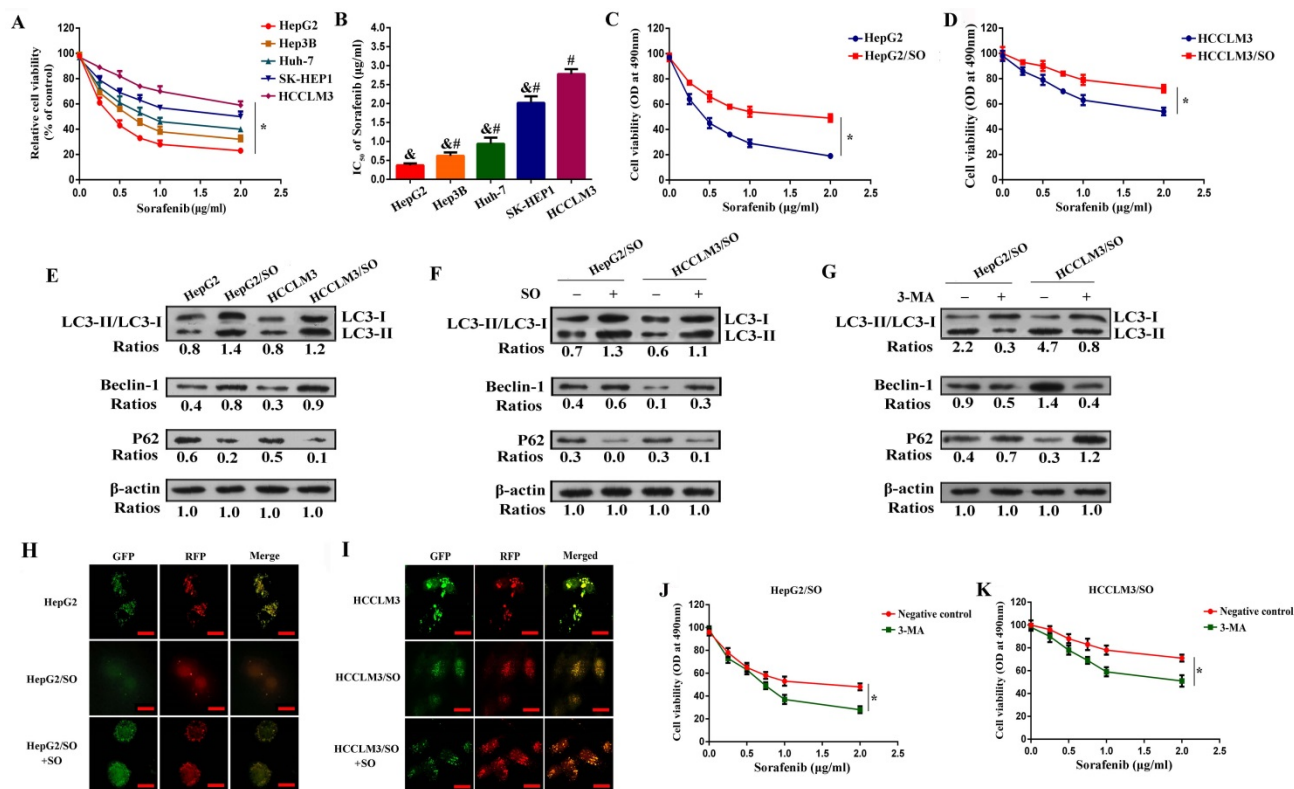 A
HepG2
Hep3B
Huh-7
SK-HEP1
HCCLM3
Relative cell viability
(% of control)
120
100
80
60
40
20
0
0.0 0.5 1.0 1.5 2.0 2.5
Sorafenib (μg/ml)
*
B
IC50 of Sorafenib (μg/ml)
4.0
3.5
3.0
2.5
2.0
1.5
1.0
0.5
0.0
& &# &# &# #
HepG2 Hep3B Huh-7 SK-HEP1 HCCLM3
C
HepG2
HepG2/SO
Cell viability (OD at 490nm)
120
100
80
60
40
20
0
0.0 0.5 1.0 1.5 2.0 2.5
Sorafenib (μg/ml)
*
D
HCCLM3
HCCLM3/SO
Cell viability (OD at 490nm)
120
100
80
60
40
20
0
0.0 0.5 1.0 1.5 2.0 2.5
Sorafenib (μg/ml)
*
E
HepG2 HepG2/SO HCCLM3 HCCLM3/SO
LC3-II/LC3-I LC3-I
LC3-II
Ratios 0.8 1.4 0.8 1.2
Beclin-1
Ratios 0.4 0.8 0.3 0.9
P62
Ratios 0.6 0.2 0.5 0.1
β-actin
Ratios 1.0 1.0 1.0 1.0
F
HepG2/SO HCCLM3/SO
SO – + – +
LC3-II/LC3-I LC3-I
LC3-II
Ratios 0.7 1.3 0.6 1.1
Beclin-1
Ratios 0.4 0.6 0.1 0.3
P62
Ratios 0.3 0.0 0.3 0.1
β-actin
Ratios 1.0 1.0 1.0 1.0
G
HepG2/SO HCCLM3/SO
3-MA – + – +
LC3-II/LC3-I LC3-I
LC3-II
Ratios 2.2 0.3 4.7 0.8
Beclin-1
Ratios 0.9 0.5 1.4 0.4
P62
Ratios 0.4 0.7 0.3 1.2
β-actin
Ratios 1.0 1.0 1.0 1.0
H
GFP RFP Merge
HepG2
HepG2/SO
HepG2/SO
+SO
I
GFP RFP Merged
HCCLM3
HCCLM3/SO
HCCLM3/SO
+SO
J
HepG2/SO
Negative control
3-MA
Cell viability (OD at 490nm)
120
100
80
60
40
20
0
0.0 0.5 1.0 1.5 2.0 2.5
Sorafenib (μg/ml)
*
K
HCCLM3/SO
Negative control
3-MA
Cell viability (OD at 490nm)
120
100
80
60
40
20
0
0.0 0.5 1.0 1.5 2.0 2.5
Sorafenib (μg/ml)
*